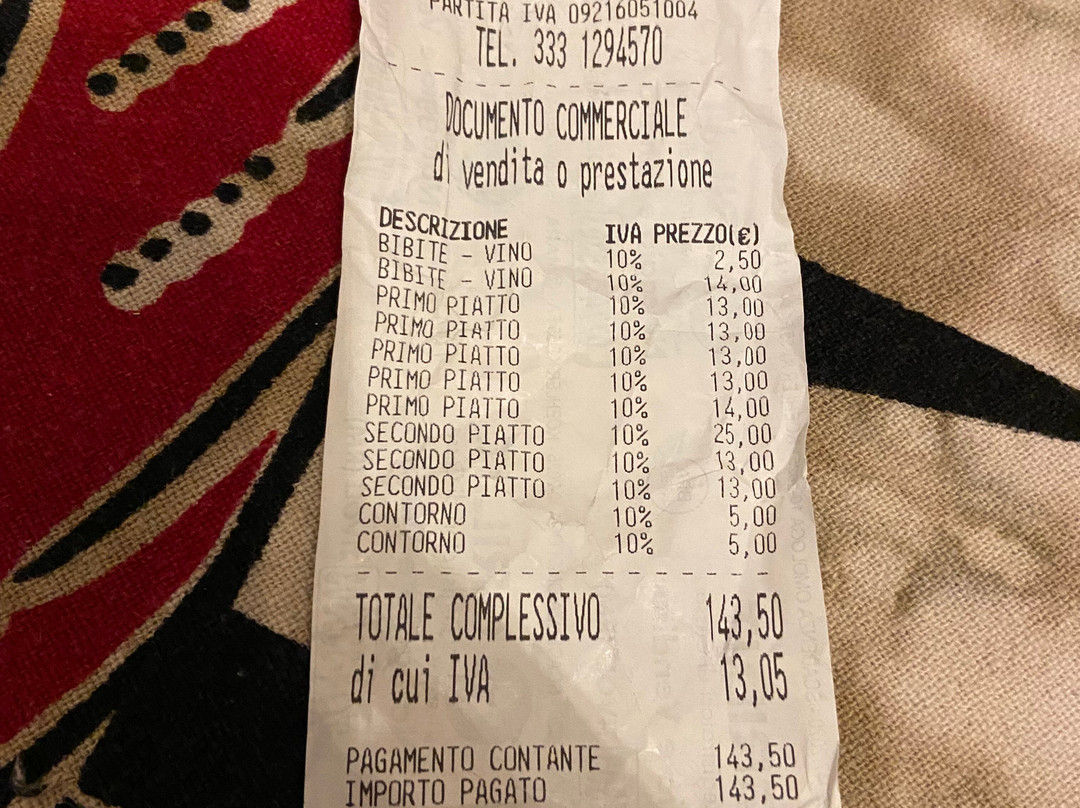 PARTITA IVA 09216051004
TEL. 333 1294570
DOCUMENTO COMMERCIALE
di vendita o prestazione
DESCRIZIONE IVA PREZZO(€)
BIBITE - VINO 10% 2,50
BIBITE - VINO 10% 14,00
PRIMO PIATTO 10% 13,00
PRIMO PIATTO 10% 13,00
PRIMO PIATTO 10% 13,00
PRIMO PIATTO 10% 13,00
PRIMO PIATTO 10% 14,00
SECONDO PIATTO 10% 25,00
SECONDO PIATTO 10% 13,00
SECONDO PIATTO 10% 13,00
CONTORNO 10% 5,00
CONTORNO 10% 5,00
TOTALE COMPLESSIVO 143,50
di cui IVA 13,05
PAGAMENTO CONTANTE 143,50
IMPORTO PAGATO 143,50